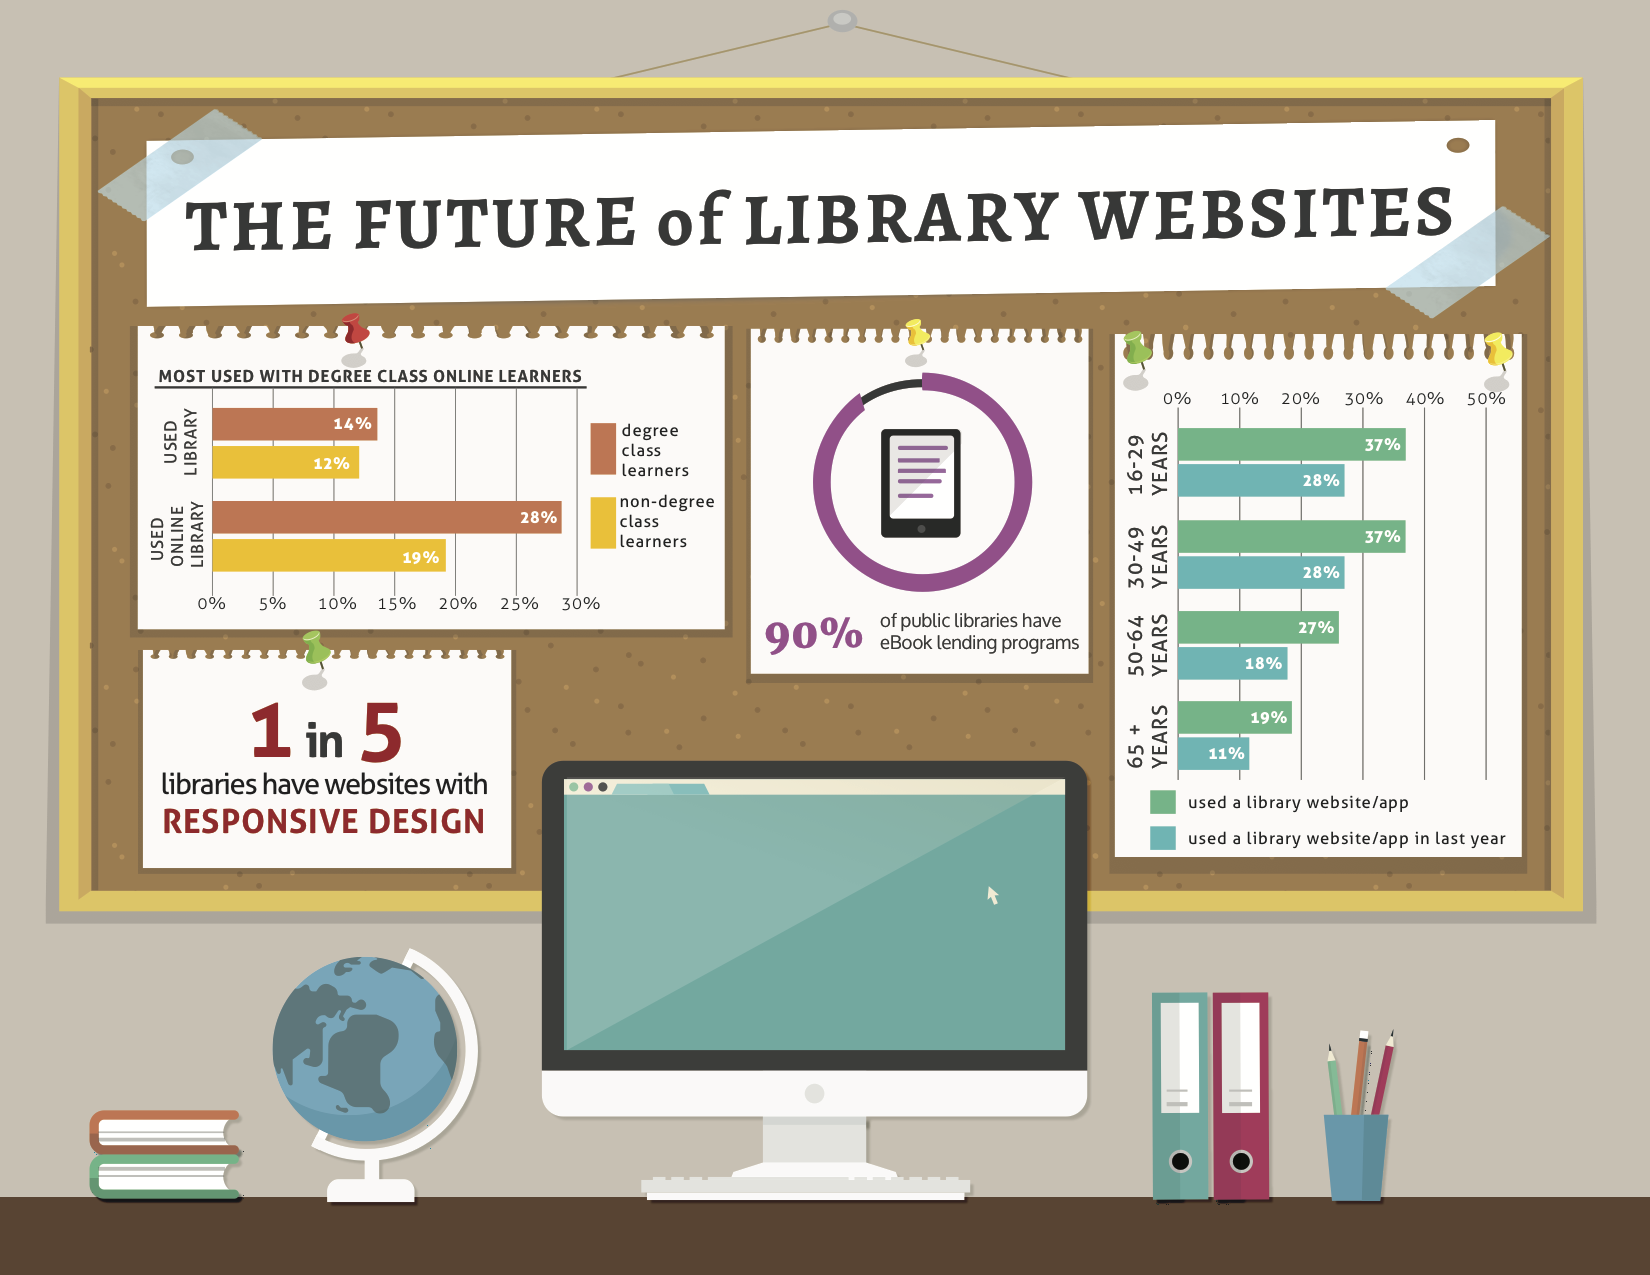 THE FUTURE of LIBRARY WEBSITES
MOST USED WITH DEGREE CLASS ONLINE LEARNERS
USED
LIBRARY
14%
12%
USED
ONLINE
LIBRARY
28%
19%
0% 5% 10% 15% 20% 25% 30%
degree
class
learners
non-degree
class
learners
90%
of public libraries have
eBook lending programs
0% 10% 20% 30% 40% 50%
16-29
YEARS
37%
28%
30-49
YEARS
37%
28%
50-64
YEARS
27%
18%
65 +
YEARS
19%
11%
used a library website/app
used a library website/app in last year
1 in 5
libraries have websites with
RESPONSIVE DESIGN